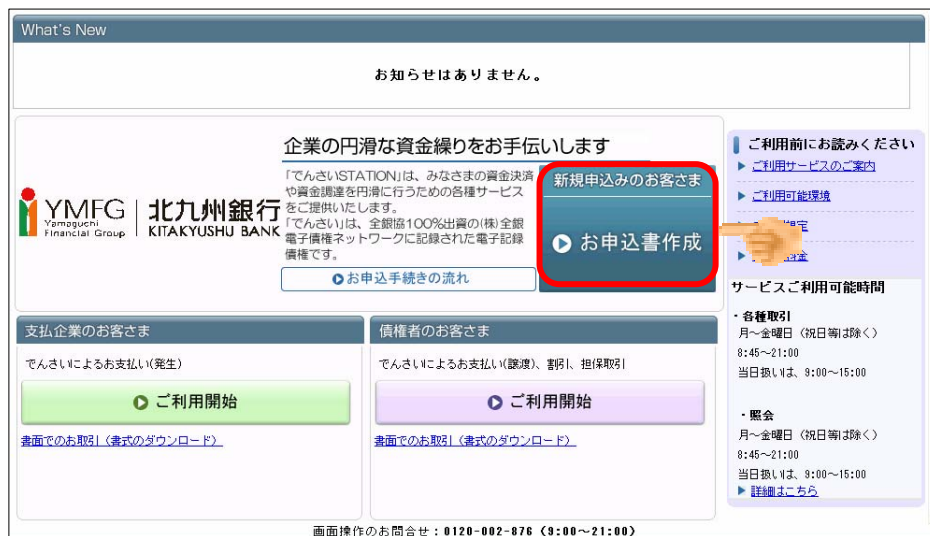 What's New
お知らせはありません。
企業の円滑な資金繰りをお手伝いします
YMFG
Yamaguchi
Financial Group
北九州銀行
KITAKYUSHU BANK
「でんさいSTATION」は、みなさまの資金決済
や資金調達を円滑に行うための各種サービス
をご提供いたします。
「でんさい」は、全銀協100%出資の(株)全銀
電子債権ネットワークに記録された電子記録
債権です。
お申込手続きの流れ
新規申込みのお客さま
お申込書作成
ご利用前にお読みください
ご利用サービスのご案内
ご利用可能環境
サービスご利用可能時間
・各種取引
月～金曜日（祝日等は除く）
8:45～21:00
当日扱いは、9:00～15:00
・照会
月～金曜日（祝日等は除く）
8:45～21:00
当日扱いは、9:00～15:00
詳細はこちら
支払企業のお客さま
でんさいによるお支払い(発生)
ご利用開始
書面でのお取引（書式のダウンロード）
債権者のお客さま
でんさいによるお支払い(譲渡)、割引、担保取引
ご利用開始
書面でのお取引（書式のダウンロード）
画面操作のお問合せ：0120-002-876（9:00～21:00）